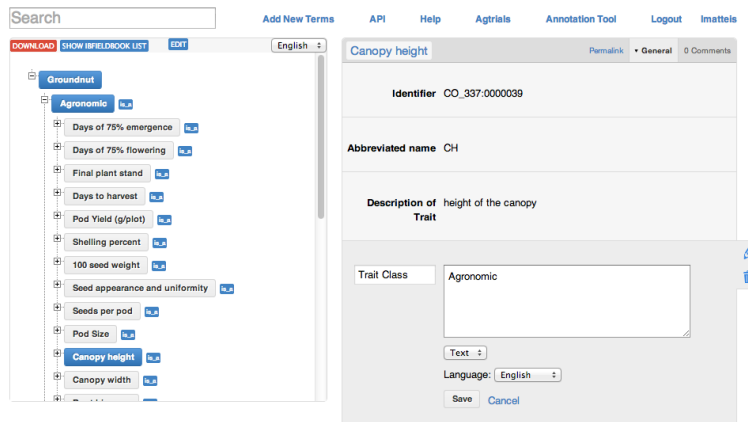 Search
Add New Terms API Help Agtrials Annotation Tool Logout lmatteis
DOWNLOAD SHOW IBFIELDBOOK LIST EDIT English
Groundnut
Agronomic is_a
Days of 75% emergence is_a
Days of 75% flowering is_a
Final plant stand is_a
Days to harvest is_a
Pod Yield (g/plot) is_a
Shelling percent is_a
100 seed weight is_a
Seed appearance and uniformity is_a
Seeds per pod is_a
Pod Size is_a
Canopy height is_a
Canopy width is_a
Canopy height Permalink General 0 Comments
Identifier CO_337:0000039
Abbreviated name CH
Description of height of the canopy
Trait
Trait Class Agronomic
Text
Language: English
Save Cancel